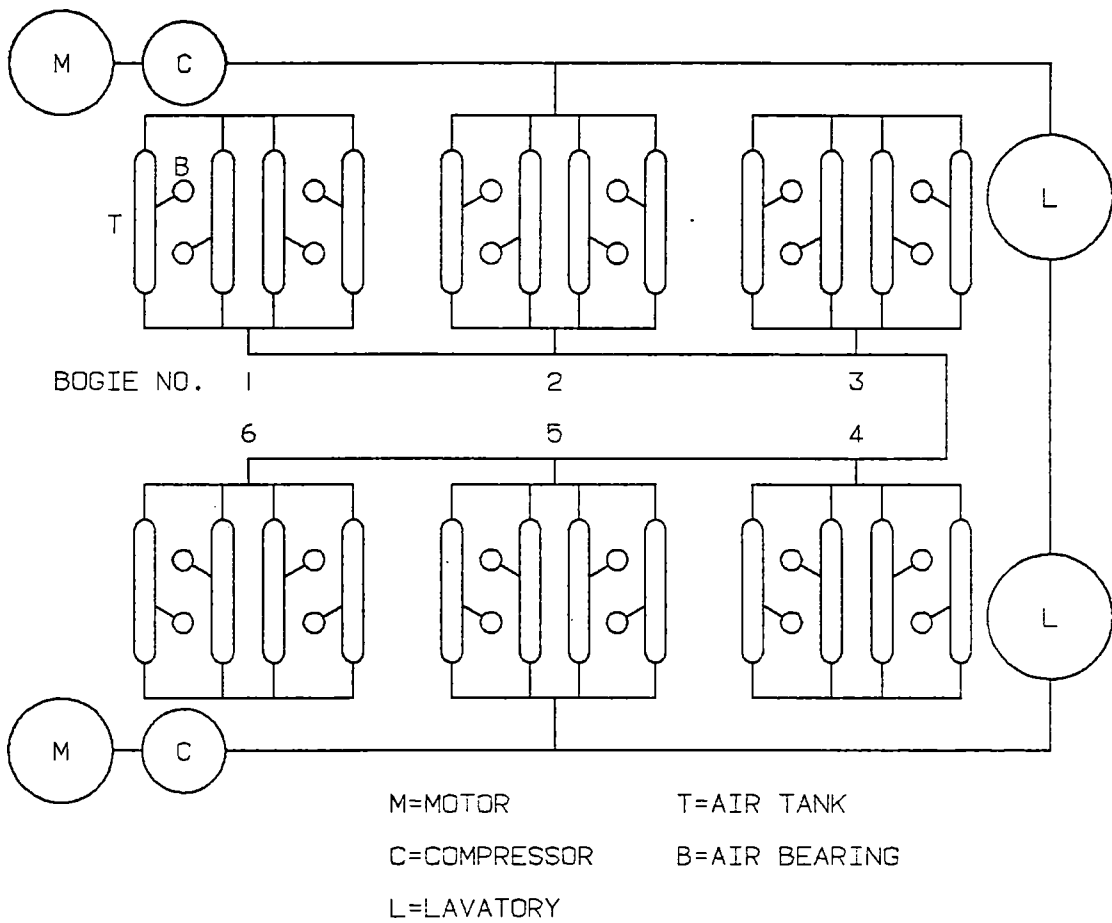 M C
B
T
L
BOGIE NO. 1 2 3
6 5 4
L
M C
M=MOTOR T=AIR TANK
C=COMPRESSOR B=AIR BEARING
L=LAVATORY